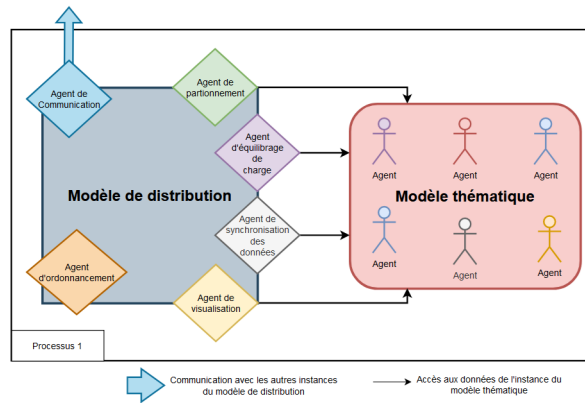 Agent de
Communication
Agent de
partionnement
Agent
d'équilibrage
de
charge
Agent
Agent
Agent
Modèle de distribution
Modèle thématique
Agent de
synchronisation
des
données
Agent
Agent
Agent
Agent
d'ordonnancement
Agent de
visualisation
Processus 1
Communication avec les autres instances
du modèle de distribution
Accès aux données de l'instance du
modèle thématique